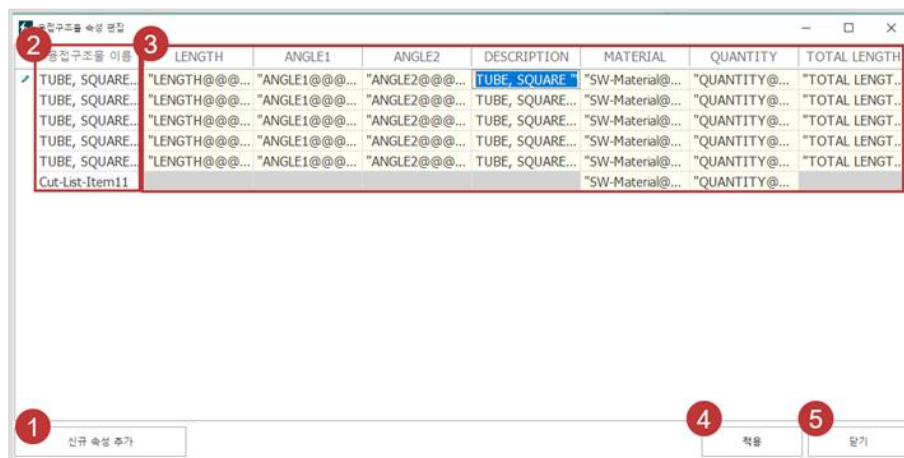 용접구조물 속성 편집
2 3
용접구조물 이름 LENGTH ANGLE1 ANGLE2 DESCRIPTION MATERIAL QUANTITY TOTAL LENGTH
TUBE, SQUARE... "LENGTH@@@... "ANGLE1@@@... "ANGLE2@@@... TUBE, SQUARE " "SW-Material@... "QUANTITY@... "TOTAL LENGT...
TUBE, SQUARE... "LENGTH@@@... "ANGLE1@@@... "ANGLE2@@@... TUBE, SQUARE... "SW-Material@... "QUANTITY@... "TOTAL LENGT...
TUBE, SQUARE... "LENGTH@@@... "ANGLE1@@@... "ANGLE2@@@... TUBE, SQUARE... "SW-Material@... "QUANTITY@... "TOTAL LENGT...
TUBE, SQUARE... "LENGTH@@@... "ANGLE1@@@... "ANGLE2@@@... TUBE, SQUARE... "SW-Material@... "QUANTITY@... "TOTAL LENGT...
TUBE, SQUARE... "LENGTH@@@... "ANGLE1@@@... "ANGLE2@@@... TUBE, SQUARE... "SW-Material@... "QUANTITY@... "TOTAL LENGT...
Cut-List-Item11 "SW-Material@... "QUANTITY@...
1 4 5
신규 속성 추가 적용 닫기